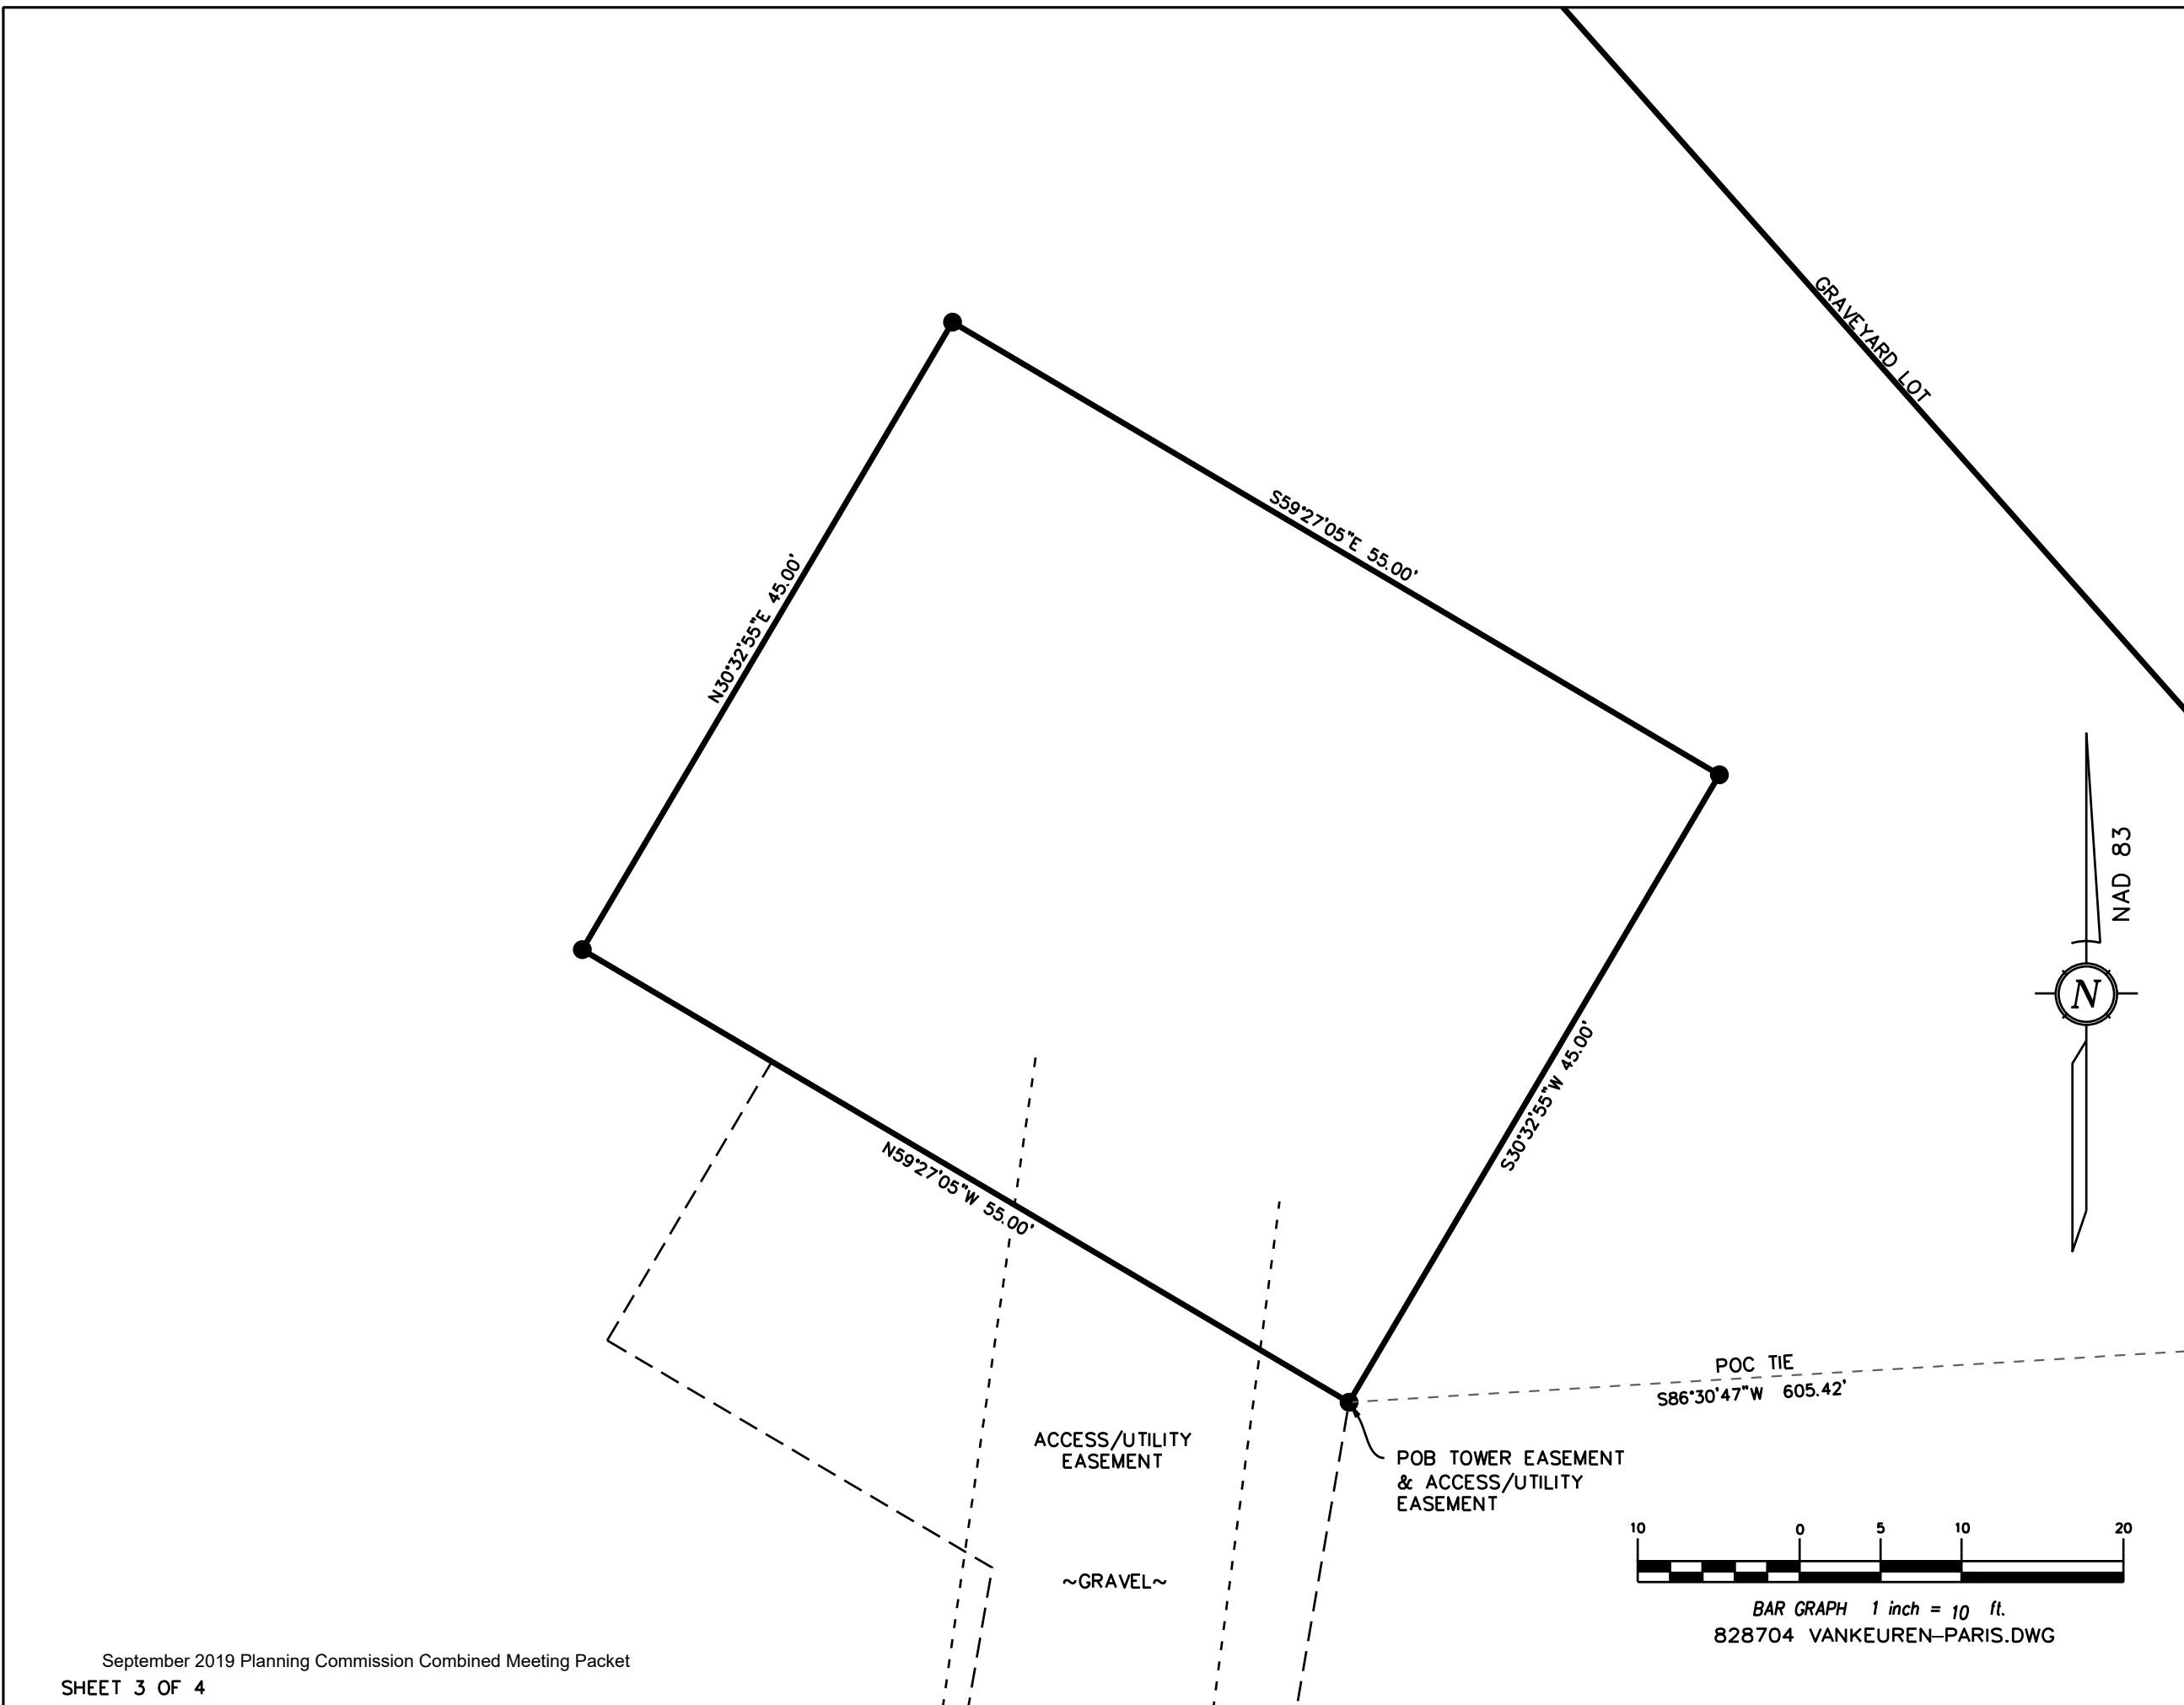 GRAVEYARD LOT
S59°27'05"E 55.00'
N30°32'55"E 45.00'
NAD 83
N
S30°32'55"W 45.00'
N59°27'05"W 55.00'
POC TIE
S86°30'47"W 605.42'
ACCESS/UTILITY
EASEMENT
POB TOWER EASEMENT
& ACCESS/UTILITY
EASEMENT
~GRAVEL~
10 0 5 10 20
BAR GRAPH 1 inch = 10 ft.
828704 VANKEUREN-PARIS.DWG
September 2019 Planning Commission Combined Meeting Packet
SHEET 3 OF 4